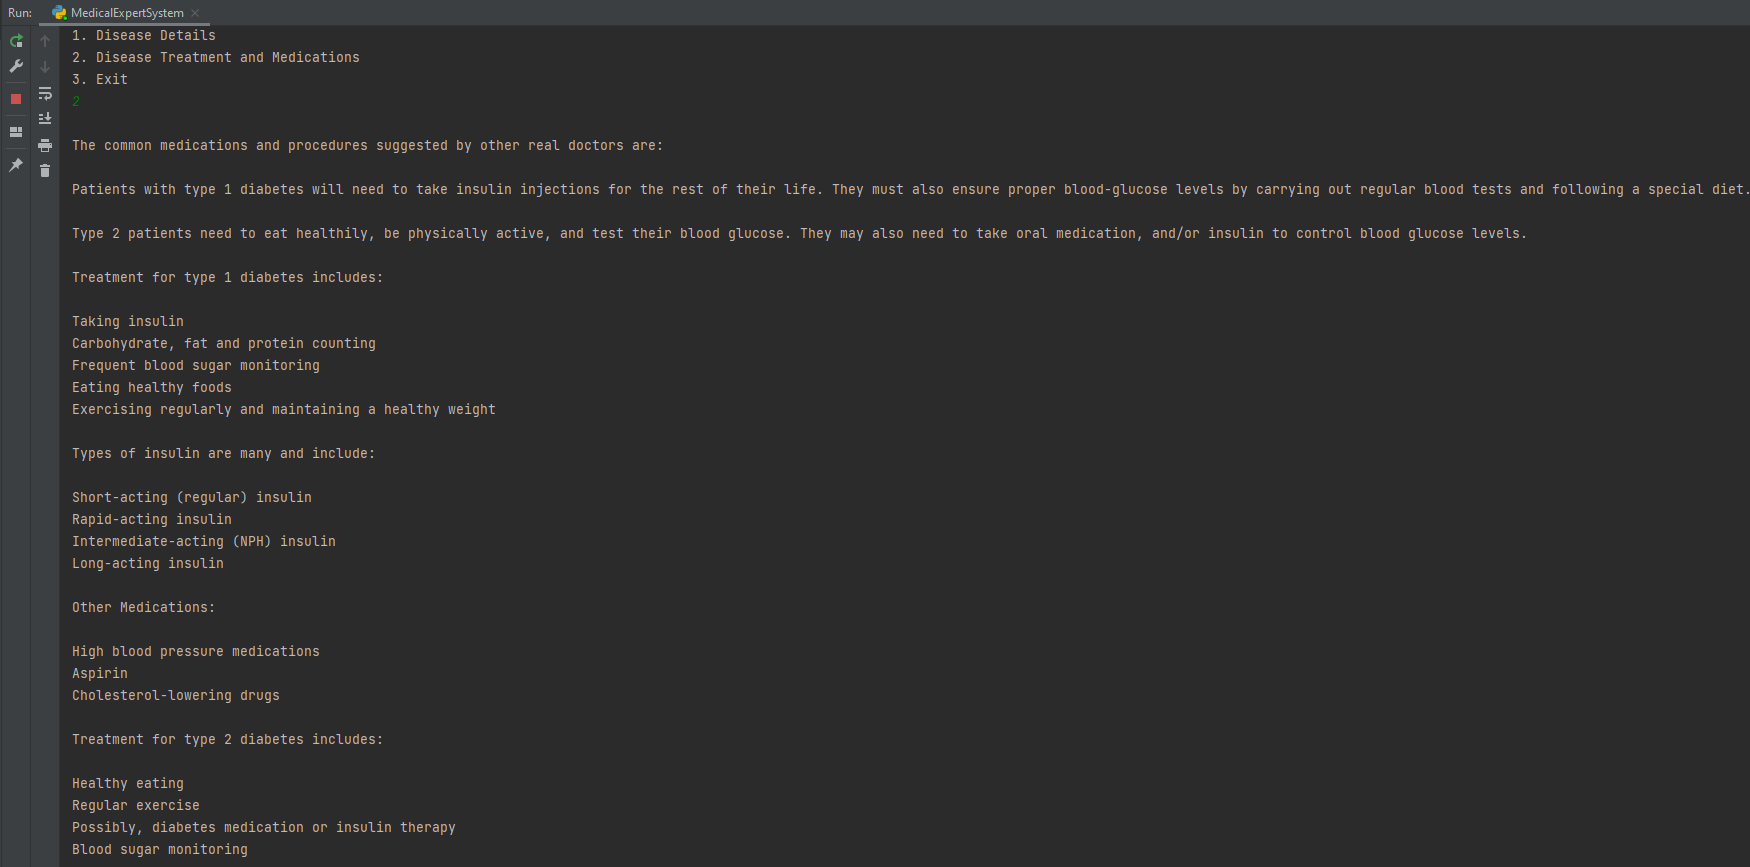 Run: MedicalExpertSystem
1. Disease Details
2. Disease Treatment and Medications
3. Exit
2
The common medications and procedures suggested by other real doctors are:
Patients with type 1 diabetes will need to take insulin injections for the rest of their life. They must also ensure proper blood-glucose levels by carrying out regular blood tests and following a special diet.
Type 2 patients need to eat healthily, be physically active, and test their blood glucose. They may also need to take oral medication, and/or insulin to control blood glucose levels.
Treatment for type 1 diabetes includes:
Taking insulin
Carbohydrate, fat and protein counting
Frequent blood sugar monitoring
Eating healthy foods
Exercising regularly and maintaining a healthy weight
Types of insulin are many and include:
Short-acting (regular) insulin
Rapid-acting insulin
Intermediate-acting (NPH) insulin
Long-acting insulin
Other Medications:
High blood pressure medications
Aspirin
Cholesterol-lowering drugs
Treatment for type 2 diabetes includes:
Healthy eating
Regular exercise
Possibly, diabetes medication or insulin therapy
Blood sugar monitoring